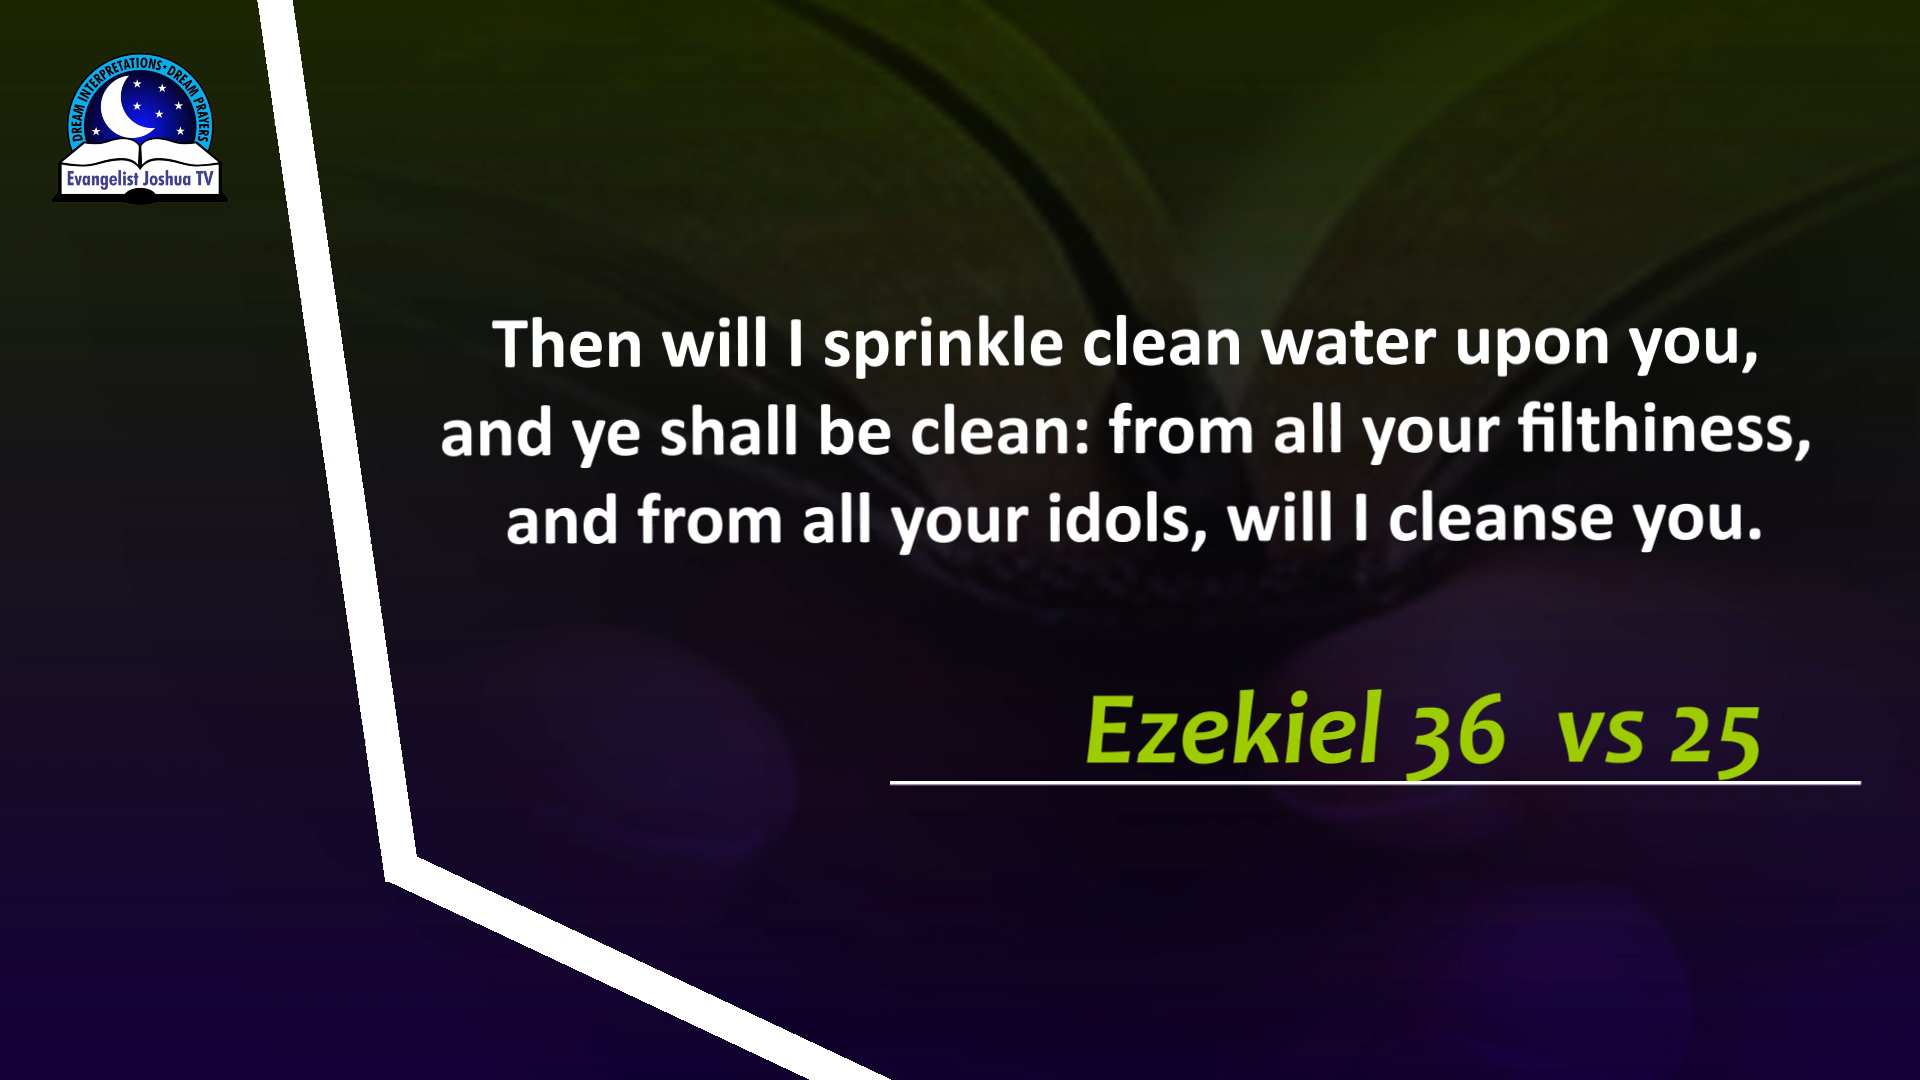 DREAM INTERPRETATIONS • DREAM PRAYERS
Evangelist Joshua TV
Then will I sprinkle clean water upon you,
and ye shall be clean: from all your filthiness,
and from all your idols, will I cleanse you.
Ezekiel 36 vs 25